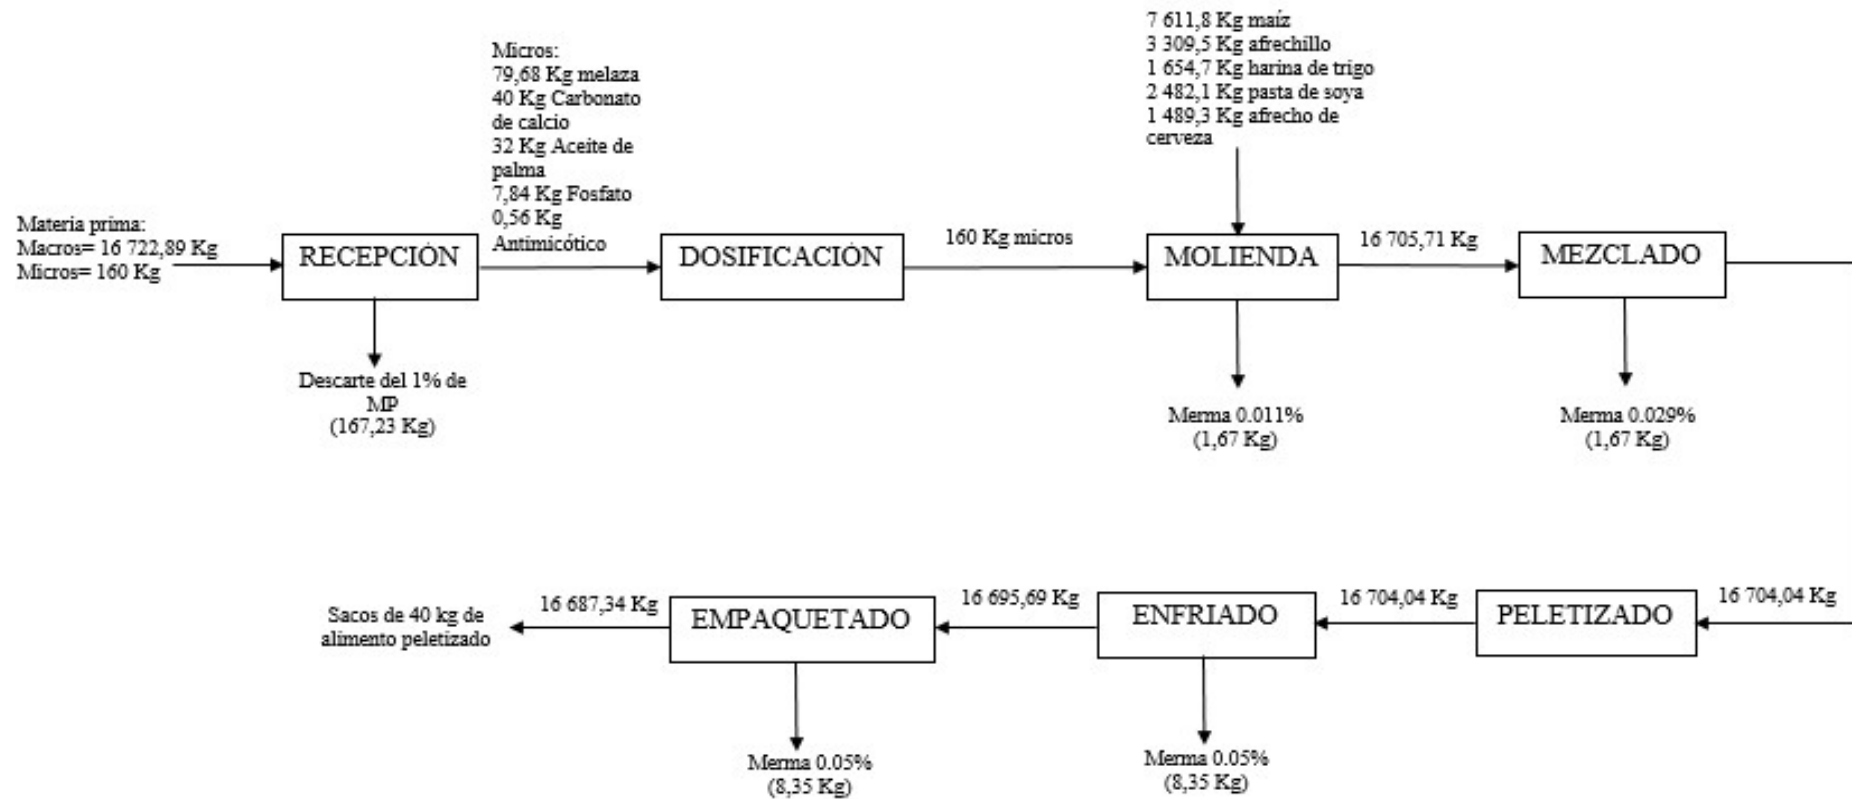 Materia prima:
Macros= 16 722,89 Kg
Micros= 160 Kg
RECEPCIÓN
Descarte del 1% de
MP
(167,23 Kg)
Micros:
79,68 Kg melaza
40 Kg Carbonato
de calcio
32 Kg Aceite de
palma
7,84 Kg Fosfato
0,56 Kg
Antimicótico
DOSIFICACIÓN
160 Kg micros
7 611,8 Kg maíz
3 309,5 Kg afrechillo
1 654,7 Kg harina de trigo
2 482,1 Kg pasta de soya
1 489,3 Kg afrecho de
cerveza
MOLIENDA
Merma 0.011%
(1,67 Kg)
16 705,71 Kg
MEZCLADO
Merma 0.029%
(1,67 Kg)
16 704,04 Kg
PELETIZADO
16 704,04 Kg
ENFRIADO
Merma 0.05%
(8,35 Kg)
16 695,69 Kg
EMPAQUETADO
Merma 0.05%
(8,35 Kg)
16 687,34 Kg
Sacos de 40 kg de
alimento peletizado